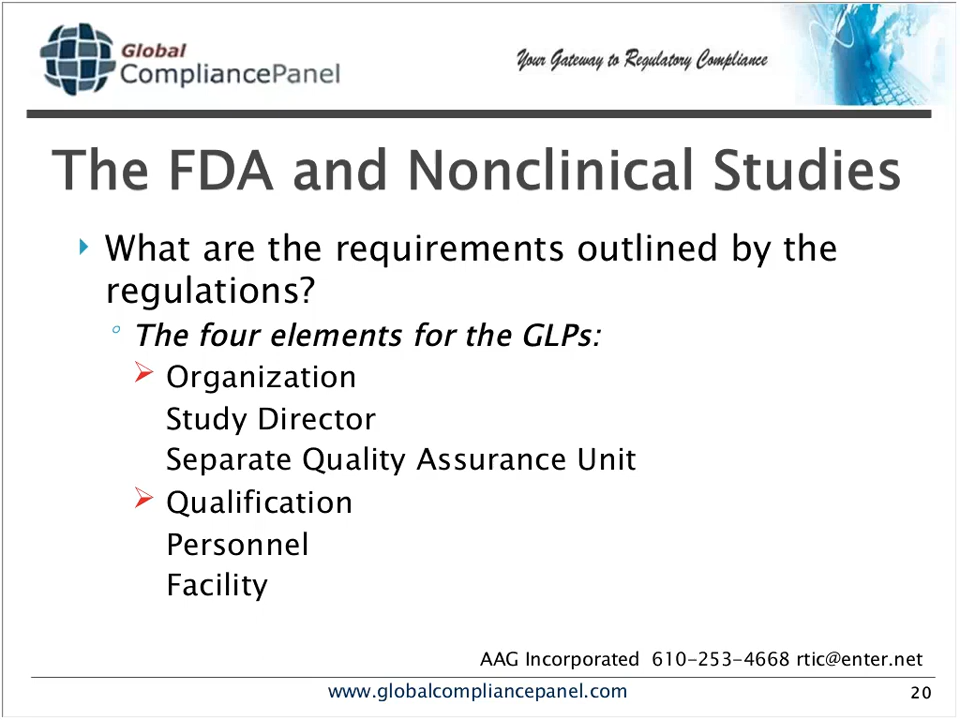 Global
CompliancePanel
Your Gateway to Regulatory Compliance
The FDA and Nonclinical Studies
What are the requirements outlined by the
regulations?
The four elements for the GLPs:
Organization
Study Director
Separate Quality Assurance Unit
Qualification
Personnel
Facility
AAG Incorporated 610-253-4668 rtic@enter.net
www.globalcompliancepanel.com
20